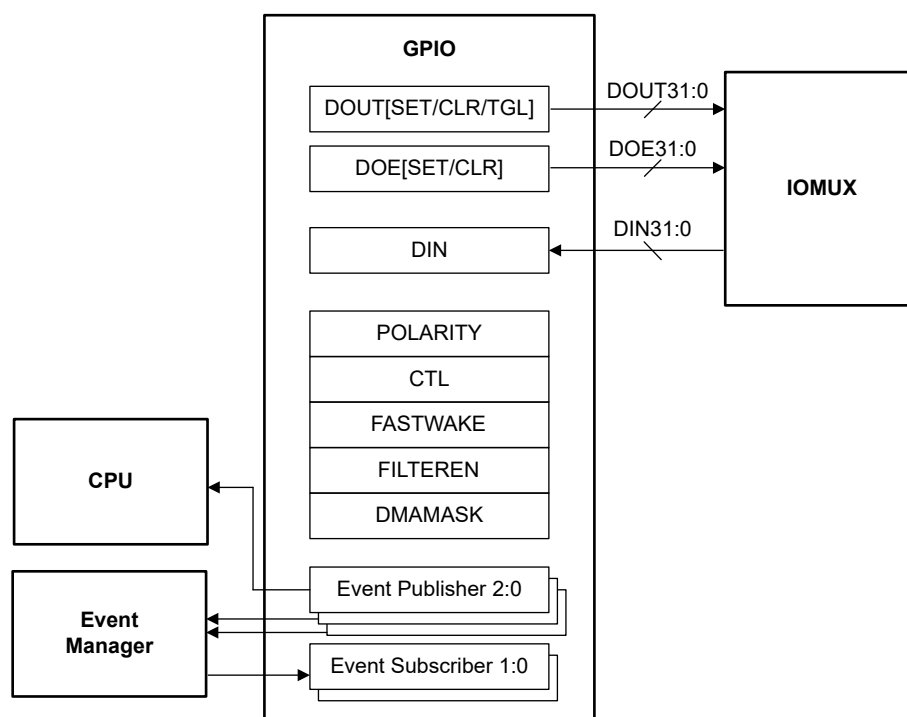 GPIO
DOUT[SET/CLR/TGL]
DOUT31:0
DOE[SET/CLR]
DOE31:0
IOMUX
DIN
DIN31:0
POLARITY
CTL
FASTWAKE
FILTEREN
DMAMASK
CPU
Event Publisher 2:0
Event
Manager
Event Subscriber 1:0